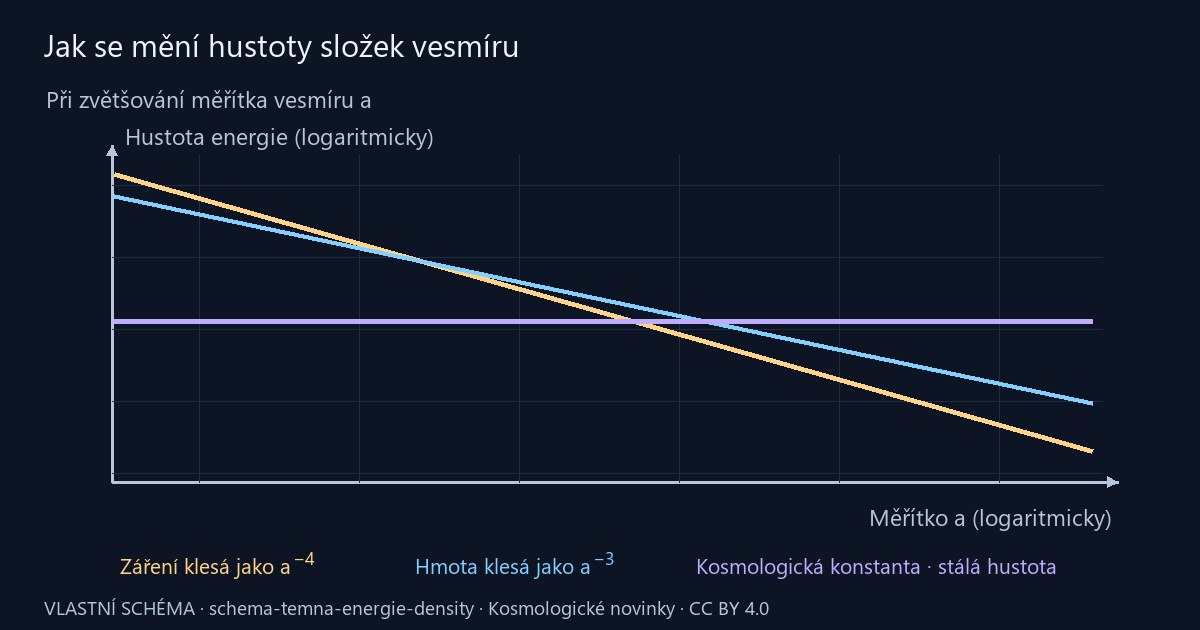 Jak se mění hustoty složek vesmíru
Při zvětšování měřítka vesmíru a
Hustota energie (logaritmicky)
Měřítko a (logaritmicky)
Záření klesá jako a⁻⁴
Hmota klesá jako a⁻³
Kosmologická konstanta · stálá hustota
VLASTNÍ SCHÉMA · schema-temna-energie-density · Kosmologické novinky · CC BY 4.0